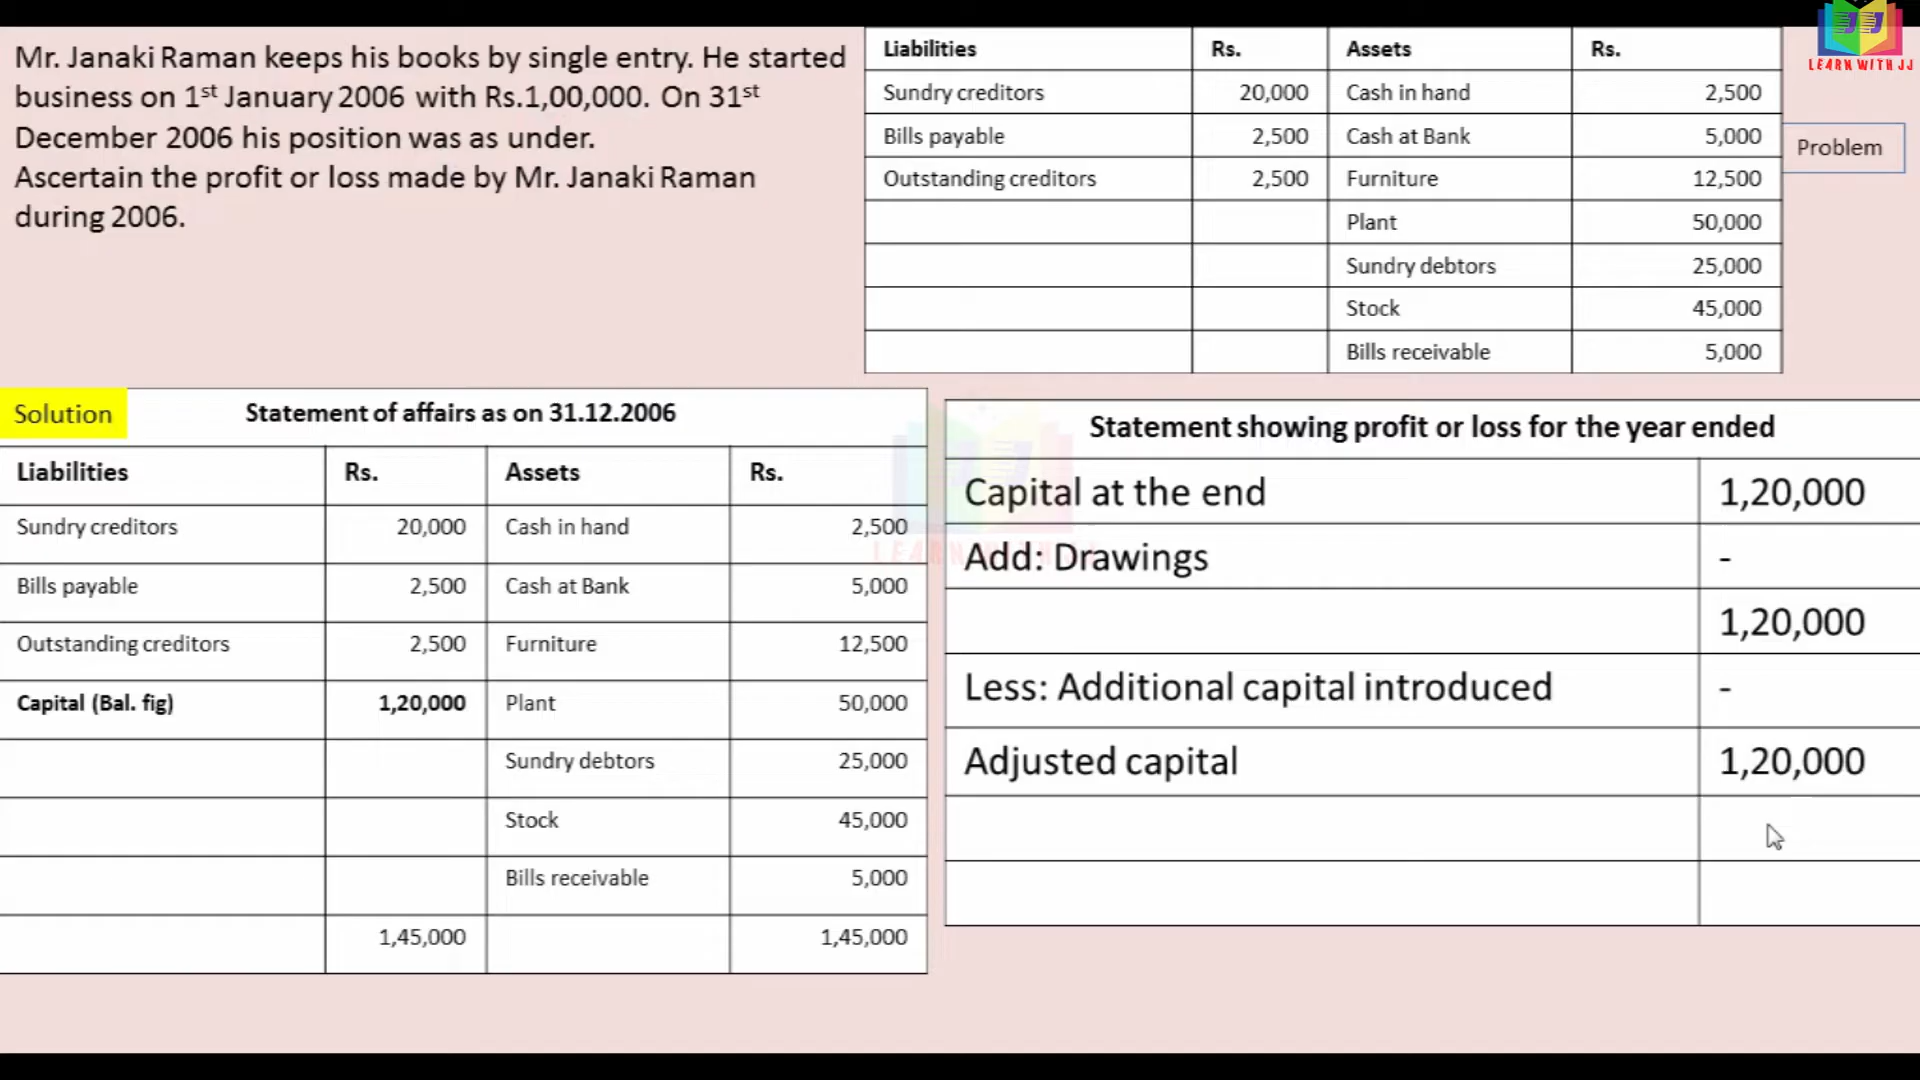 Mr. Janaki Raman keeps his books by single entry. He started
business on 1st January 2006 with Rs.1,00,000. On 31st
December 2006 his position was as under.
Ascertain the profit or loss made by Mr. Janaki Raman
during 2006.
Liabilities Rs. Assets Rs.
Sundry creditors 20,000 Cash in hand 2,500
Bills payable 2,500 Cash at Bank 5,000
Outstanding creditors 2,500 Furniture 12,500
Plant 50,000
Sundry debtors 25,000
Stock 45,000
Bills receivable 5,000
LEARN WITH JJ
Problem
Solution
Statement of affairs as on 31.12.2006
Liabilities Rs. Assets Rs.
Sundry creditors 20,000 Cash in hand 2,500
Bills payable 2,500 Cash at Bank 5,000
Outstanding creditors 2,500 Furniture 12,500
Capital (Bal. fig) 1,20,000 Plant 50,000
Sundry debtors 25,000
Stock 45,000
Bills receivable 5,000
1,45,000 1,45,000
LEARN WITH JJ
Statement showing profit or loss for the year ended
Capital at the end 1,20,000
Add: Drawings -
1,20,000
Less: Additional capital introduced -
Adjusted capital 1,20,000